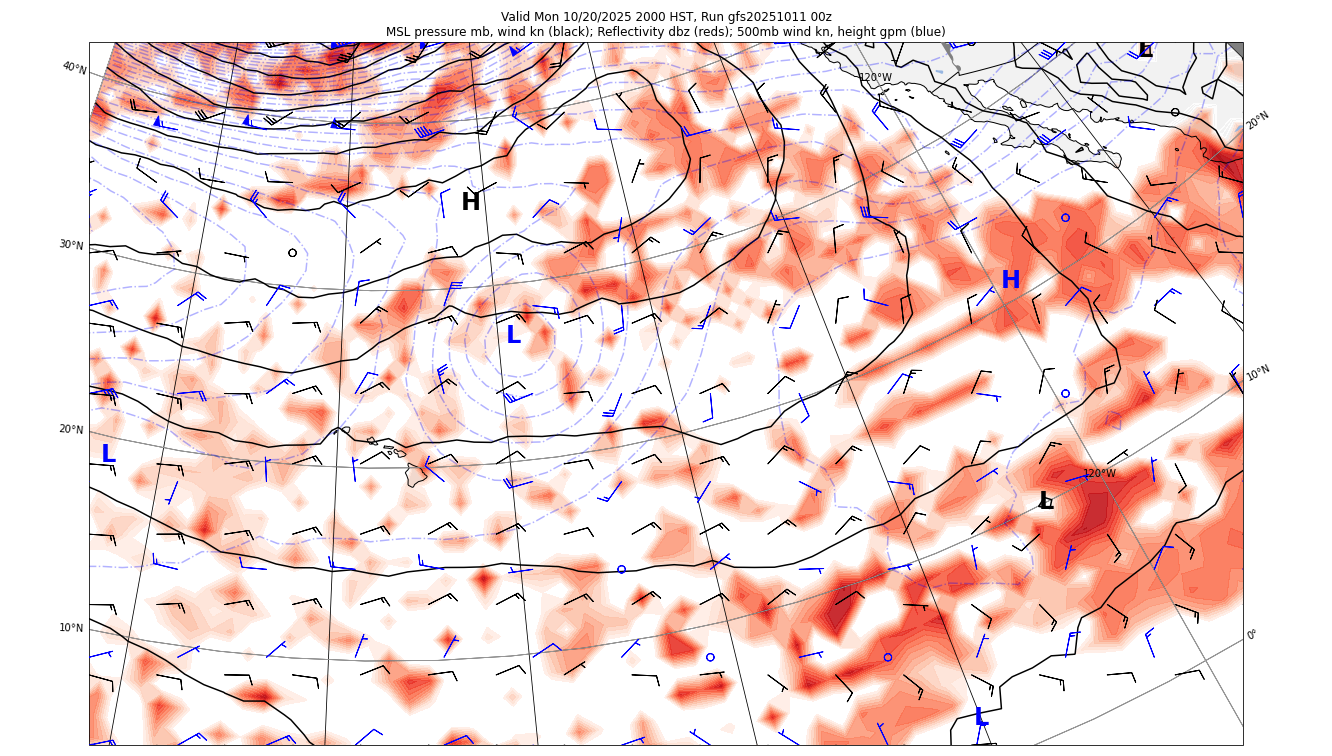 Valid Mon 10/20/2025 2000 HST, Run gfs20251011 00z
MSL pressure mb, wind kn (black); Reflectivity dbz (reds); 500mb wind kn, height gpm (blue)
L
40°N
120°W
20°N
H
30°N
H
L
10°N
20°N
L
120°W
L
10°N
0°
L